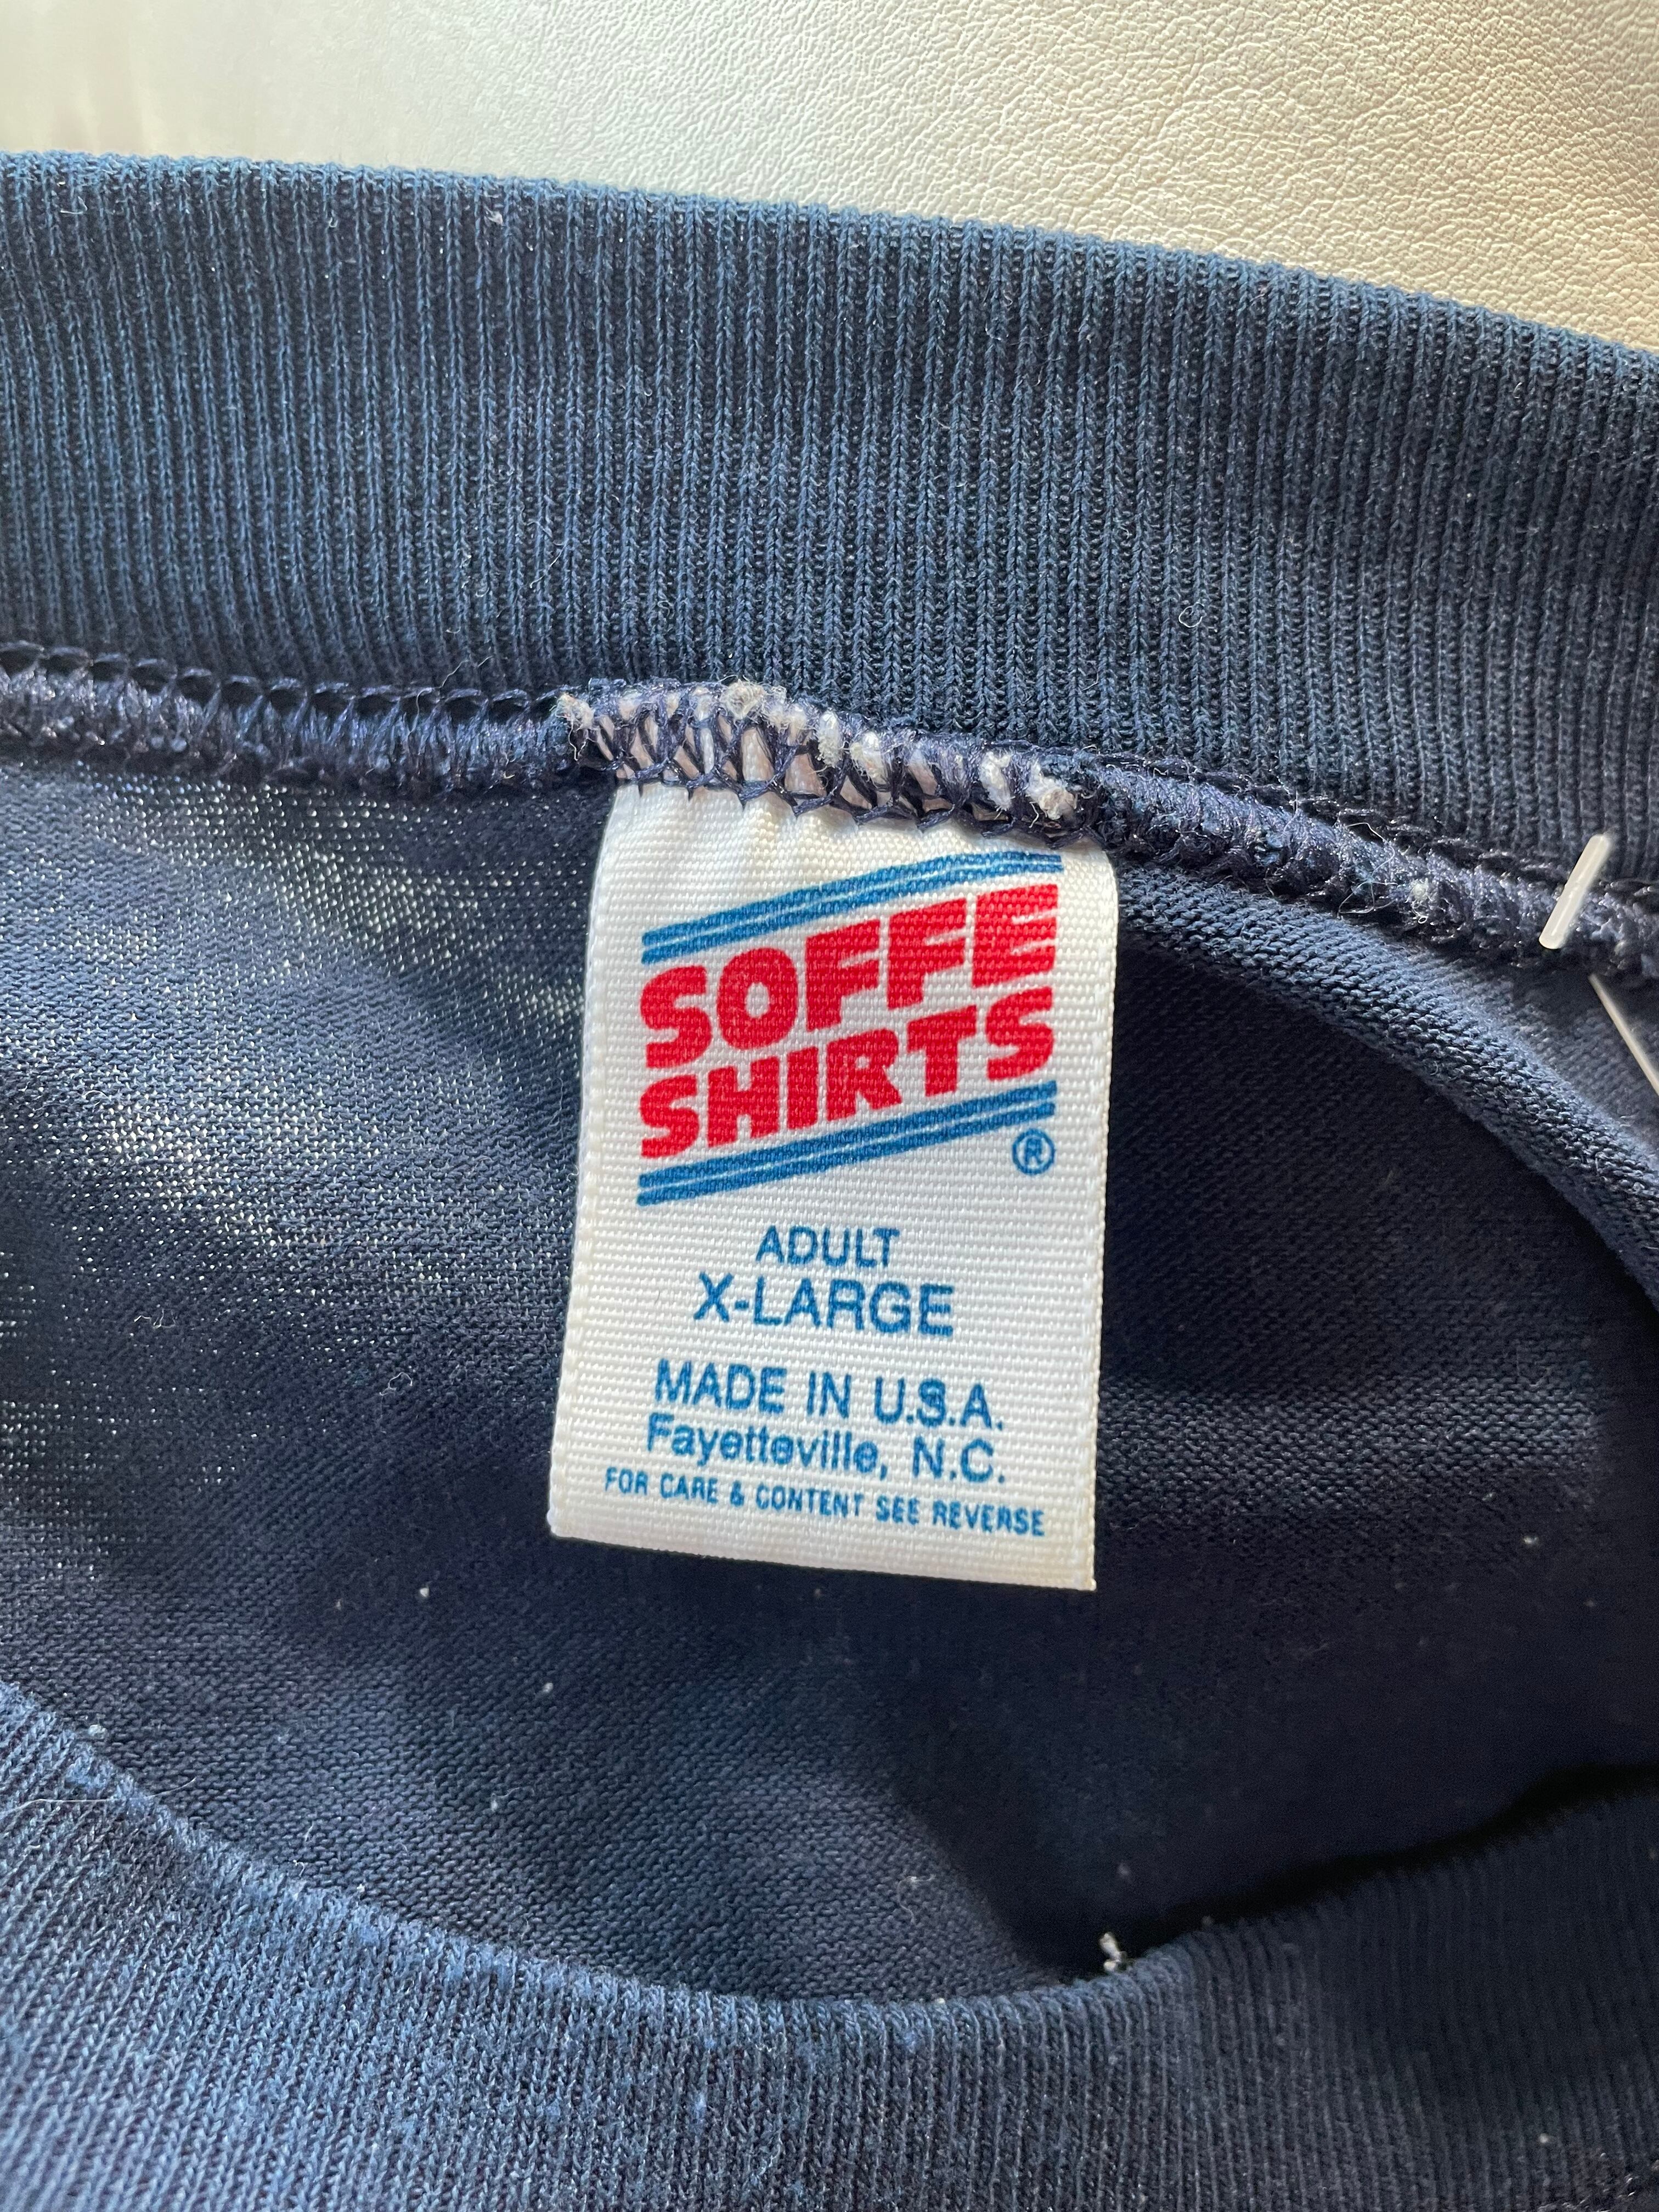 SOFFE
SHIRTS
®
ADULT
X-LARGE
MADE IN U.S.A.
Fayetteville, N.C.
FOR CARE & CONTENT SEE REVERSE